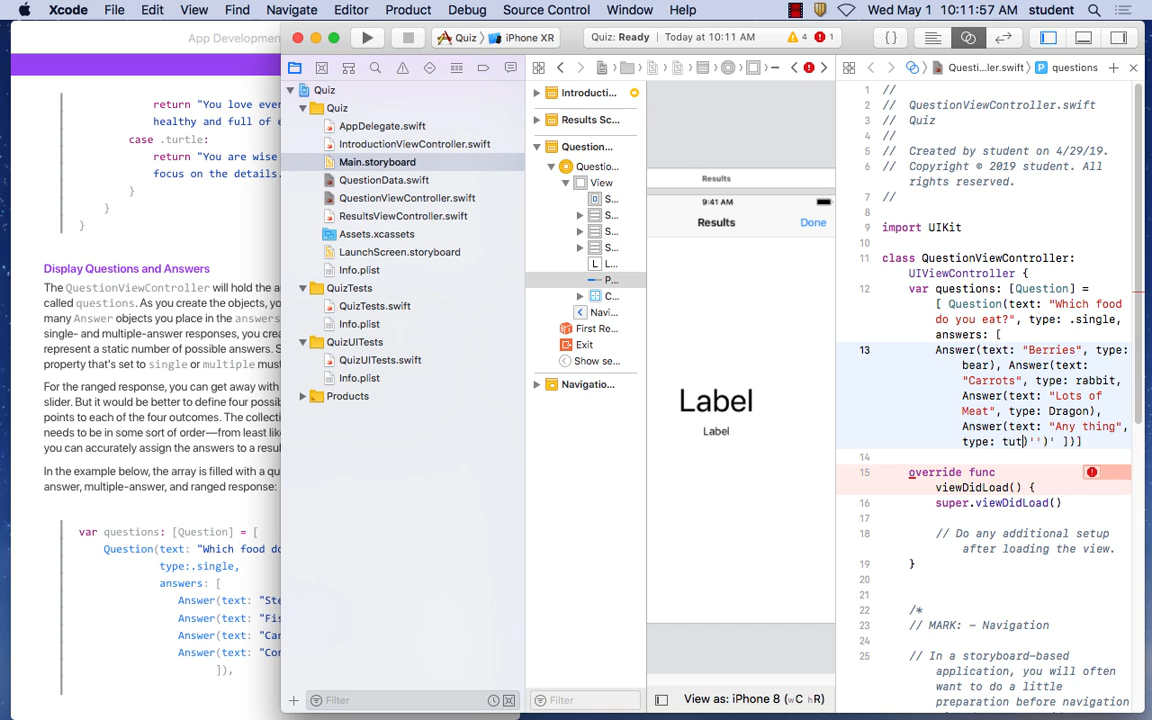 Xcode File Edit View Find Navigate Editor Product Debug Source Control Window Help Wed May 1 10:11:57 AM student
App Development
Quiz iPhone XR Quiz: Ready Today at 10:11 AM 4 1
return "You love ever
healthy and full of e
case .turtle:
return "You are wise
focus on the details.
}
}
}
Display Questions and Answers
The QuestionViewController will hold the ar
called questions. As you create the objects, yo
many Answer objects you place in the answers
single- and multiple-answer responses, you crea
represent a static number of possible answers. S
property that's set to single or multiple must
For the ranged response, you can get away with
slider. But it would be better to define four possib
points to each of the four outcomes. The collecti
needs to be in some sort of order—from least like
you can accurately assign the answers to a resul
In the example below, the array is filled with a qu
answer, multiple-answer, and ranged response:
var questions: [Question] = [
Question(text: "Which food do
type:.single,
answers: [
Answer(text: "Ste
Answer(text: "Fis
Answer(text: "Car
Answer(text: "Cor
]),
Quiz
Quiz
AppDelegate.swift
IntroductionViewController.swift
Main.storyboard
QuestionData.swift
QuestionViewController.swift
ResultsViewController.swift
Assets.xcassets
LaunchScreen.storyboard
Info.plist
QuizTests
QuizTests.swift
Info.plist
QuizUITests
QuizUITests.swift
Info.plist
Products
Filter
Introducti...
Results Sc...
Question...
Questio...
View
S...
S...
S...
S...
L L...
P...
C...
Navi...
First Re...
Exit
Show se...
Navigatio...
Filter
Results
9:41 AM
Results Done
Label
Label
View as: iPhone 8 (wC hR)
Questi...ller.swift P questions
1 //
2 // QuestionViewController.swift
3 // Quiz
4 //
5 // Created by student on 4/29/19.
6 // Copyright © 2019 student. All
rights reserved.
7 //
8
9 import UIKit
10
11 class QuestionViewController:
UIViewController {
12 var questions: [Question] =
[ Question(text: "Which food
do you eat?", type: .single,
answers: [
13 Answer(text: "Berries", type:
bear), Answer(text:
"Carrots", type: rabbit,
Answer(text: "Lots of
Meat", type: Dragon),
Answer(text: "Any thing",
type: tut)'')' ])]
14
15 override func
viewDidLoad() {
16 super.viewDidLoad()
17
18 // Do any additional setup
after loading the view.
19 }
20
21
22 /*
23 // MARK: - Navigation
24
25 // In a storyboard-based
application, you will often
want to do a little
preparation before navigation